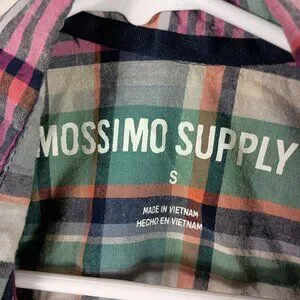 MOSSIMO SUPPLY
S
MADE IN VIETNAM
HECHO EN VIETNAM